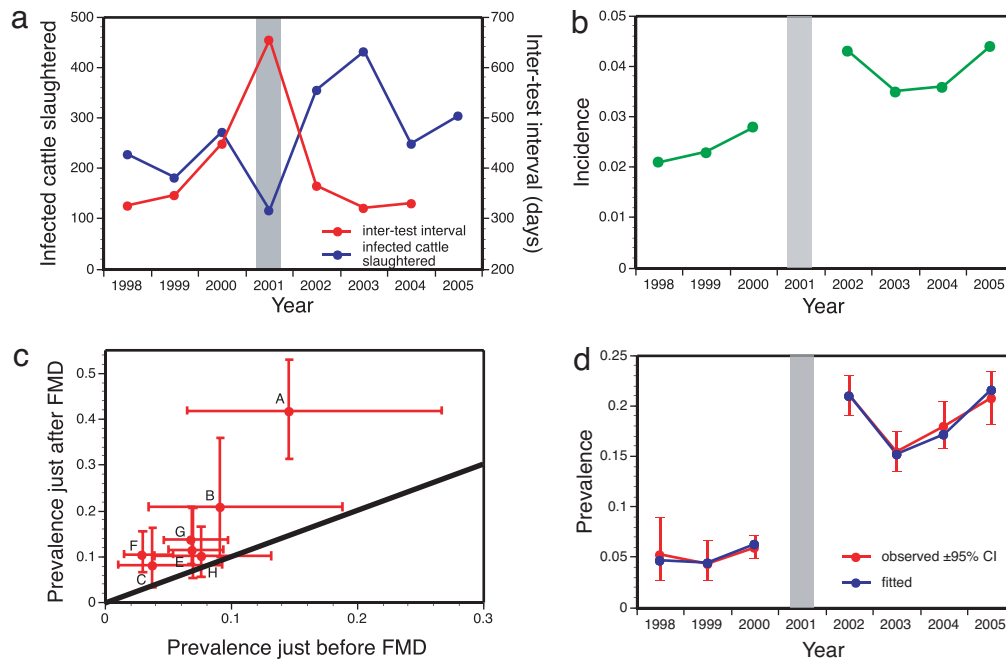 a
Infected cattle slaughtered
500
400
300
200
100
0
700
600
500
400
300
200
Inter-test interval (days)
inter-test interval
infected cattle
slaughtered
1998 1999 2000 2001 2002 2003 2004 2005
Year
b
Incidence
0.05
0.04
0.03
0.02
0.01
0
1998 1999 2000 2001 2002 2003 2004 2005
Year
c
Prevalence just after FMD
0.5
0.4
0.3
0.2
0.1
0
A
B
G
F
E
C
H
0 0.1 0.2 0.3
Prevalence just before FMD
d
Prevalence
0.25
0.2
0.15
0.1
0.05
0
observed ±95% CI
fitted
1998 1999 2000 2001 2002 2003 2004 2005
Year